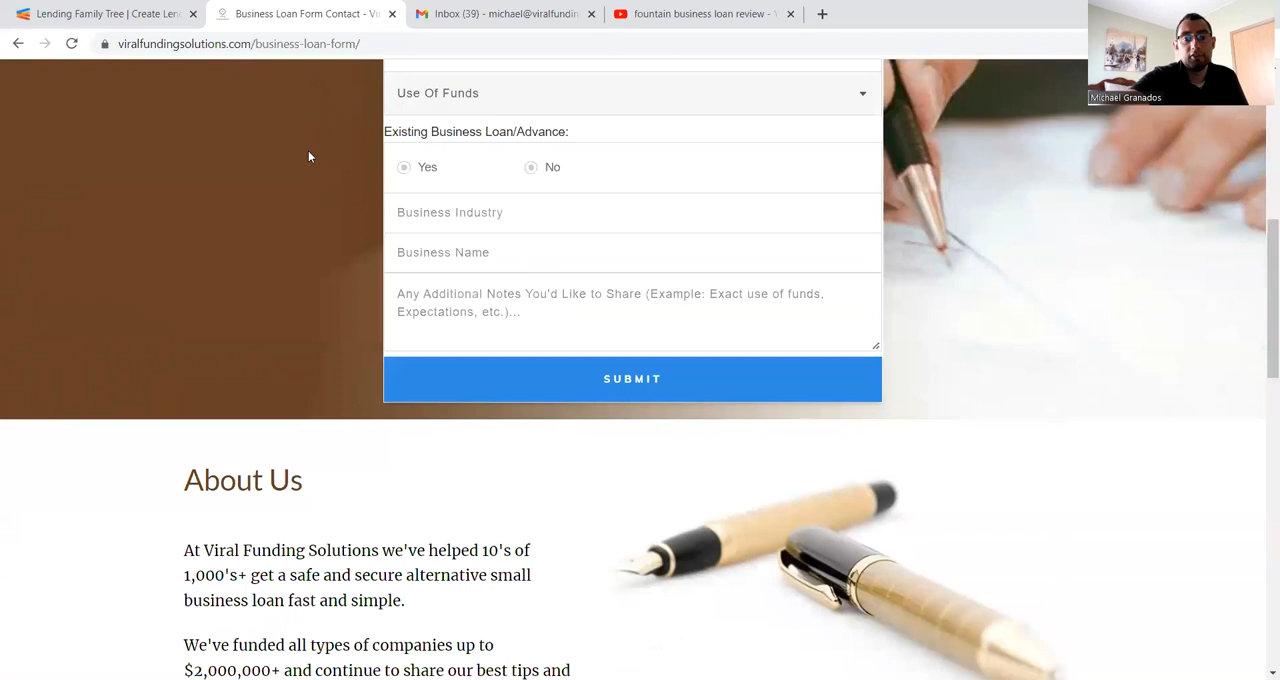 Lending Family Tree | Create Len
Business Loan Form Contact - Vi
Inbox (39) - michael@viralfundin
fountain business loan review - Y
viralfundingsolutions.com/business-loan-form/
Michael Granados
Use Of Funds
Existing Business Loan/Advance:
Yes
No
Business Industry
Business Name
Any Additional Notes You'd Like to Share (Example: Exact use of funds,
Expectations, etc.)...
SUBMIT
About Us
At Viral Funding Solutions we've helped 10's of
1,000's+ get a safe and secure alternative small
business loan fast and simple.
We've funded all types of companies up to
$2,000,000+ and continue to share our best tips and